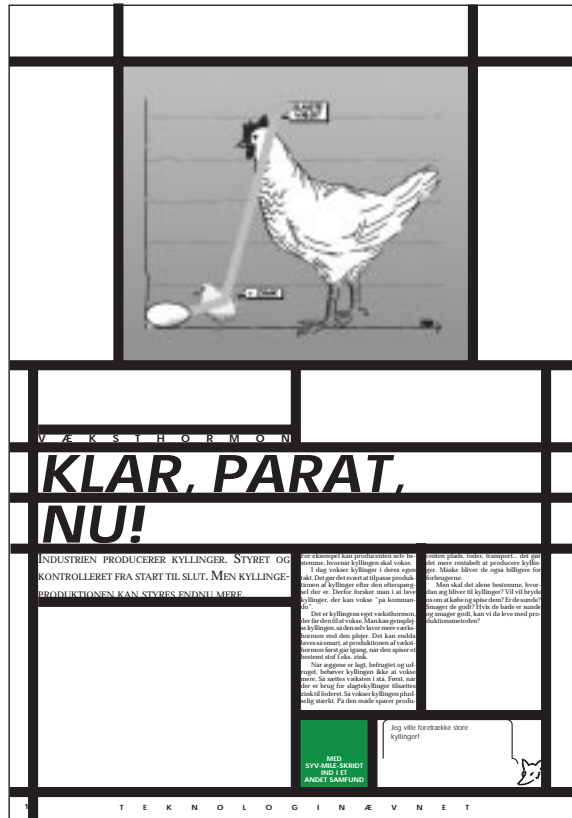 VÆKSTHORMON
KLAR, PARAT,
NU!
INDUSTRIEN PRODUCERER KYLLINGER. STYRET OG
KONTROLLERET FRA START TIL SLUT. MEN KYLLINGE-
PRODUKTIONEN KAN STYRES ENDNU MERE.
For eksempel kan producenten selv be-
stemme, hvornår kyllingen skal vokse.
I dag vokser kyllinger i deres egen
takt. Det gør det svært at tilpasse produk-
tionen af kyllinger efter den efterspørg-
sel der er. Derfor forsker man i at lave
kyllinger, der kan vokse "på komman-
do".
Det er kyllingens eget væksthormon,
der får den til at vokse. Man kan gensplej-
se kyllingen, så den selv laver mere væks-
hormon end den plejer. Det kan endda
laves så smart, at produktionen af vækst-
hormon først går igang, når den spiser et
bestemt stof f.eks. zink.
Når æggene er lagt, befrugtet og ud-
ruget, behøver kyllingen ikke at vokse
mere. Så sættes væksten i stå. Først, når
der er brug for slagtekyllinger tilsættes
zink til foderet. Så vokser kyllingen plud-
selig stærkt. På den måde sparer produ-
centen plads, foder, transport... det gør
det mere rentabelt at producere kyllin-
ger. Måske bliver de også billigere for
forbrugerne.
Men skal det alene bestemme, hvor-
dan æg bliver til kyllinger? Vil vil bryde
os om at købe og spise dem? Er de sunde?
Smager de godt? Hvis de både er sunde
og smager godt, kan vi da leve med pro-
duktionsmetoden?
MED
SYV-MILE-SKRIDT
IND I ET
ANDET SAMFUND
Jeg ville foretrække store
kyllinger!
1
TEKNOLOGINÆVNET